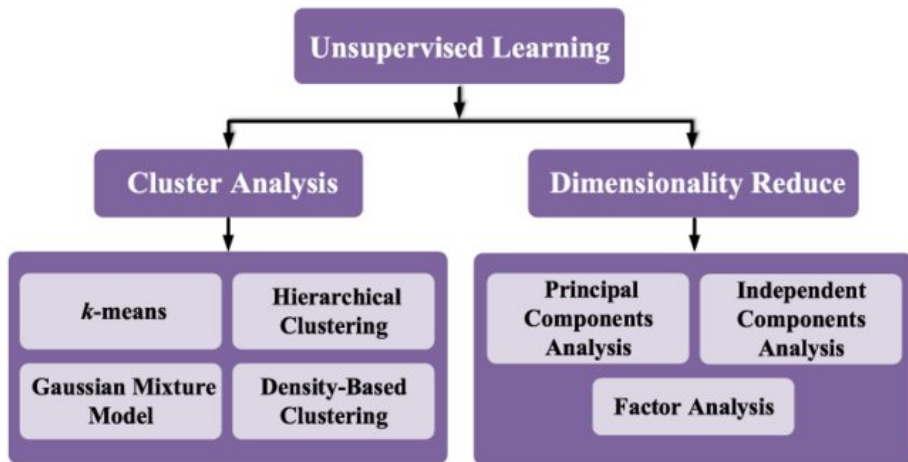 Unsupervised Learning
Cluster Analysis
Dimensionality Reduce
k-means
Hierarchical
Clustering
Gaussian Mixture
Model
Density-Based
Clustering
Principal
Components
Analysis
Independent
Components
Analysis
Factor Analysis